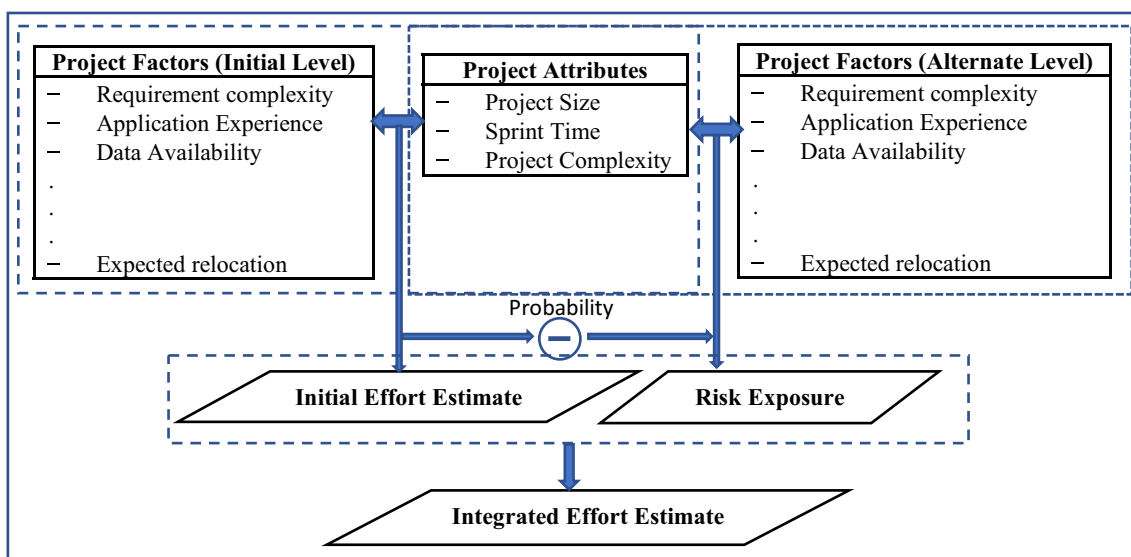 Project Factors (Initial Level)
– Requirement complexity
– Application Experience
– Data Availability
.
.
.
– Expected relocation
Project Attributes
– Project Size
– Sprint Time
– Project Complexity
Project Factors (Alternate Level)
– Requirement complexity
– Application Experience
– Data Availability
.
.
.
– Expected relocation
Probability
–
Initial Effort Estimate
Risk Exposure
Integrated Effort Estimate